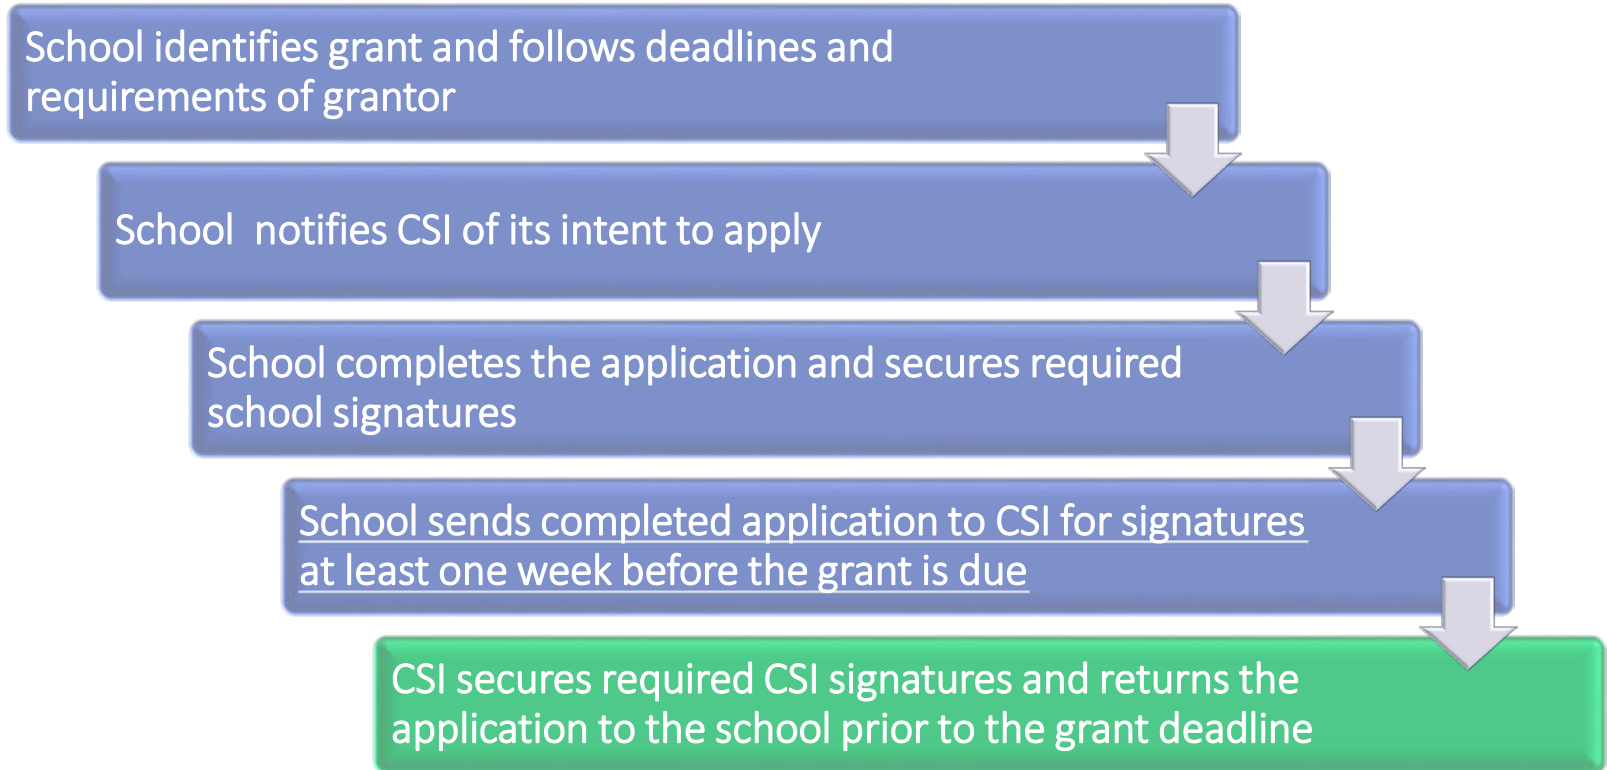 School identifies grant and follows deadlines and
requirements of grantor
School  notifies CSI of its intent to apply
School completes the application and secures required
school signatures
School sends completed application to CSI for signatures
at least one week before the grant is due
CSI secures required CSI signatures and returns the
application to the school prior to the grant deadline